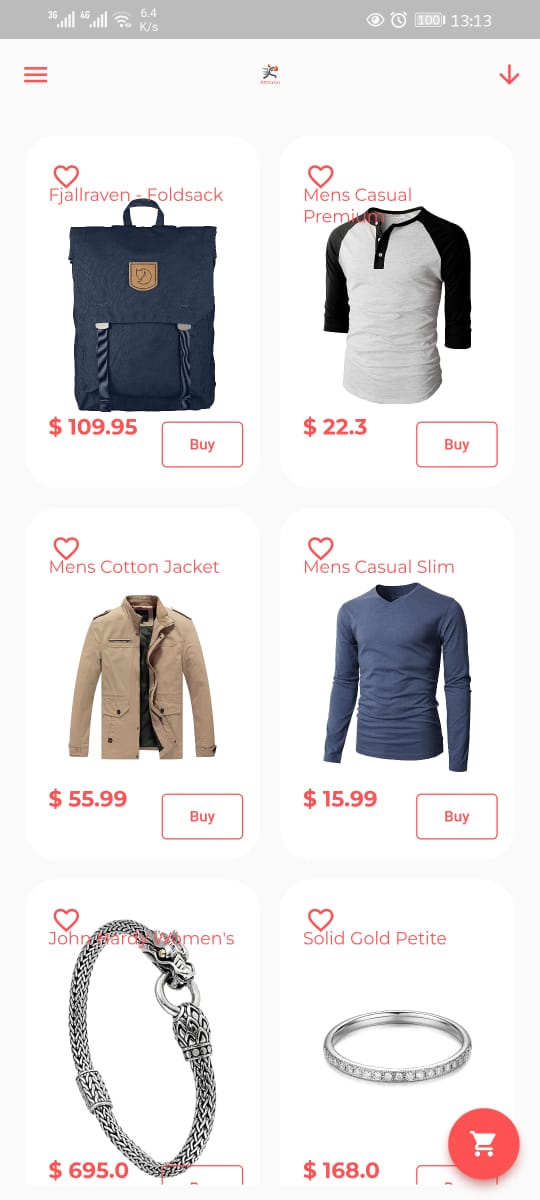 3G 4G 6.4
K/s
100 13:13
Fjallraven - Foldsack
$ 109.95
Buy
Mens Casual
Premium
$ 22.3
Buy
Mens Cotton Jacket
$ 55.99
Buy
Mens Casual Slim
$ 15.99
Buy
John Hardy Women's
$ 695.0
Buy
Solid Gold Petite
$ 168.0
Buy